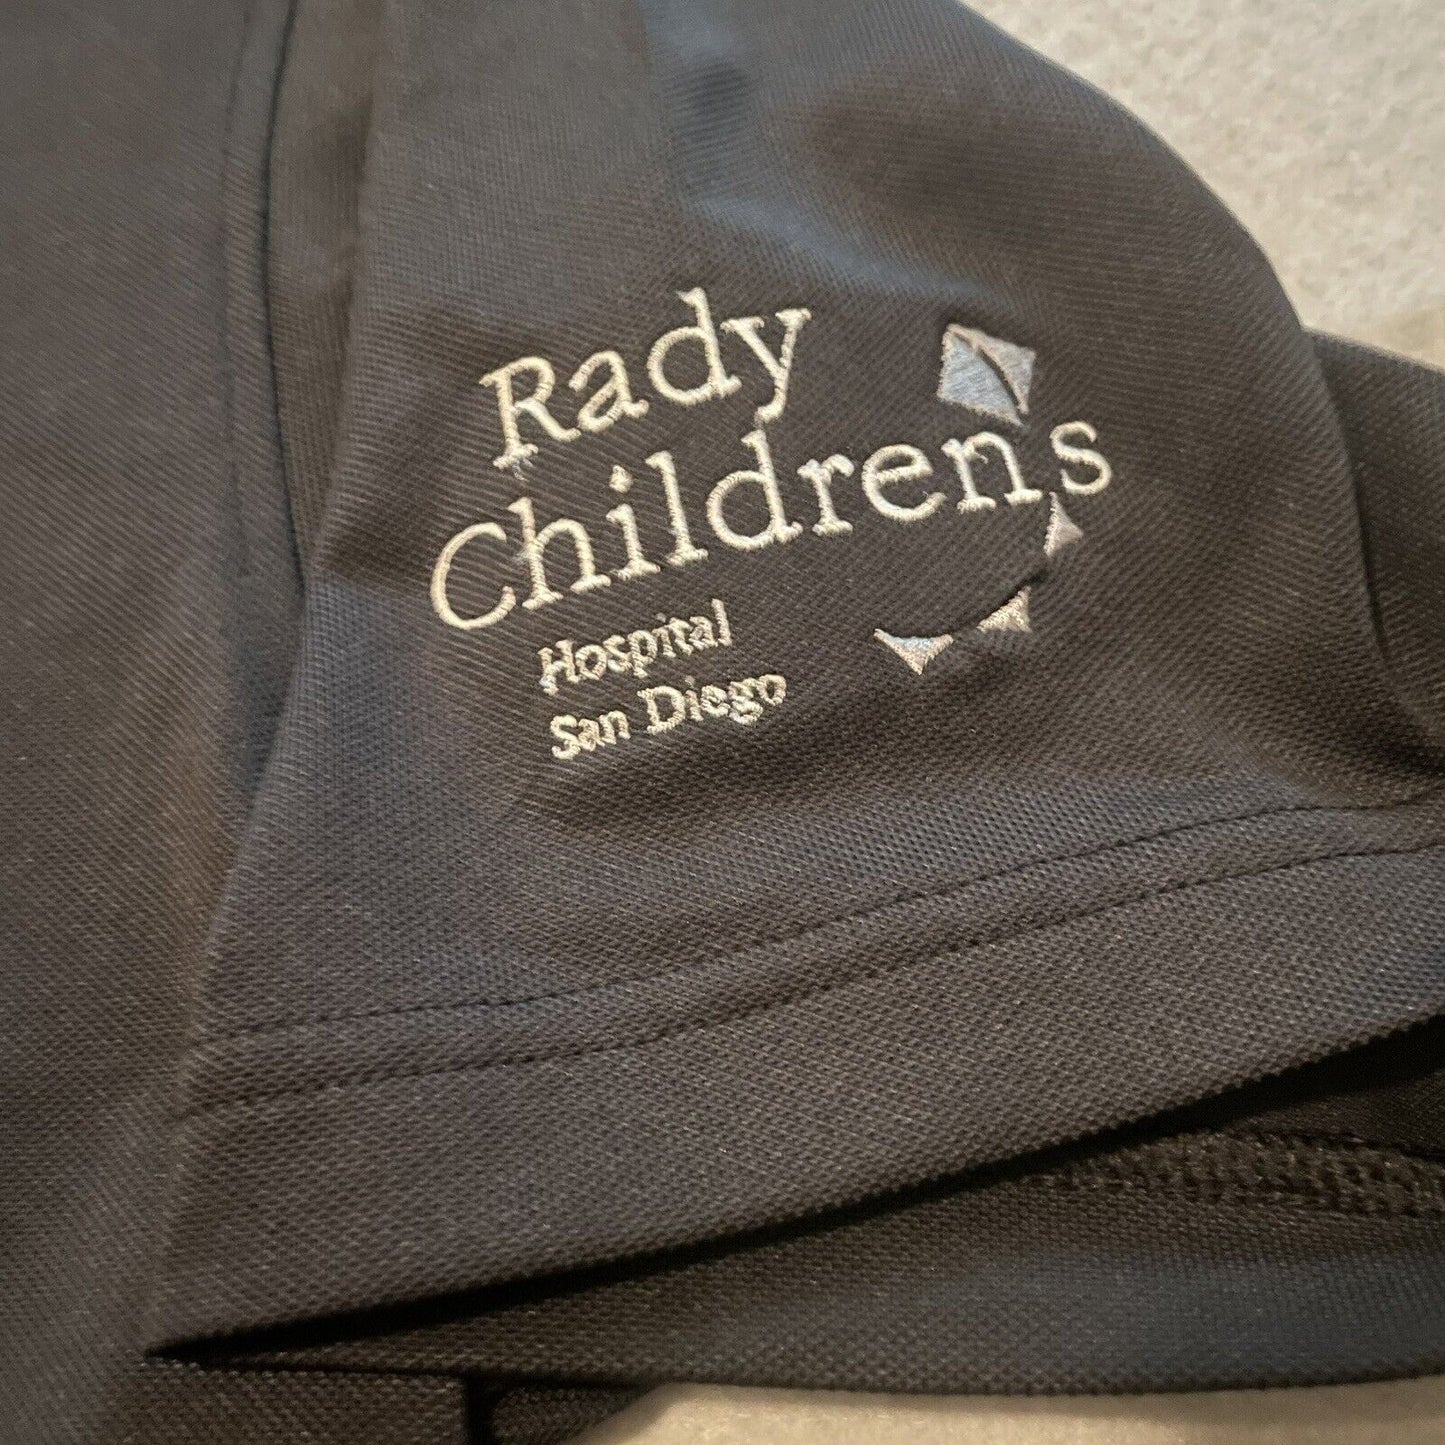 Rady
Childrens
Hospital
San Diego